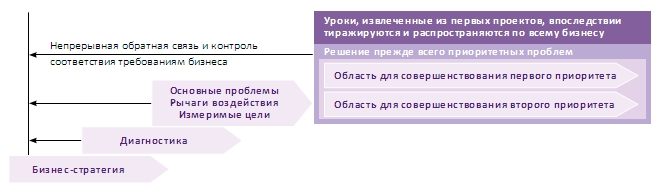 Уроки, извлеченные из первых проектов, впоследствии
тиражируются и распространяются по всему бизнесу
Непрерывная обратная связь и контроль
соответствия требованиям бизнеса
Решение прежде всего приоритетных проблем
Область для совершенствования первого приоритета
Область для совершенствования второго приоритета
Основные проблемы
Рычаги воздействия
Измеримые цели
Диагностика
Бизнес-стратегия